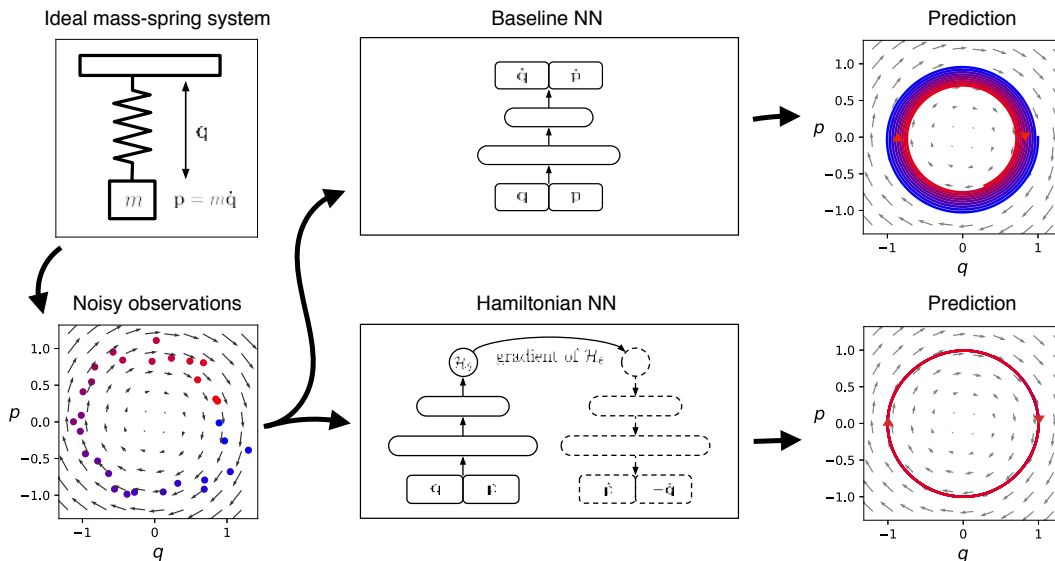 Ideal mass-spring system
q
m
p = mq̇
Baseline NN
q̇ ṗ
q p
Prediction
1.0
0.5
0.0
−0.5
−1.0
p
−1 0 1
q
Noisy observations
1.0
0.5
0.0
−0.5
−1.0
p
−1 0 1
q
Hamiltonian NN
gradient of
q
−q̇
Prediction
1.0
0.5
0.0
−0.5
−1.0
p
−1 0 1
q